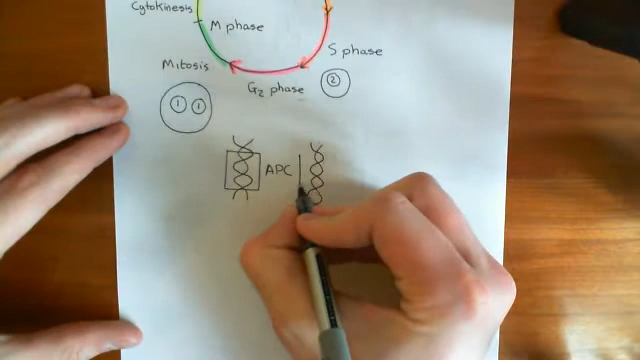 Cytokinesis
M phase
S phase
Mitosis
2
G2 phase
1 1
APC